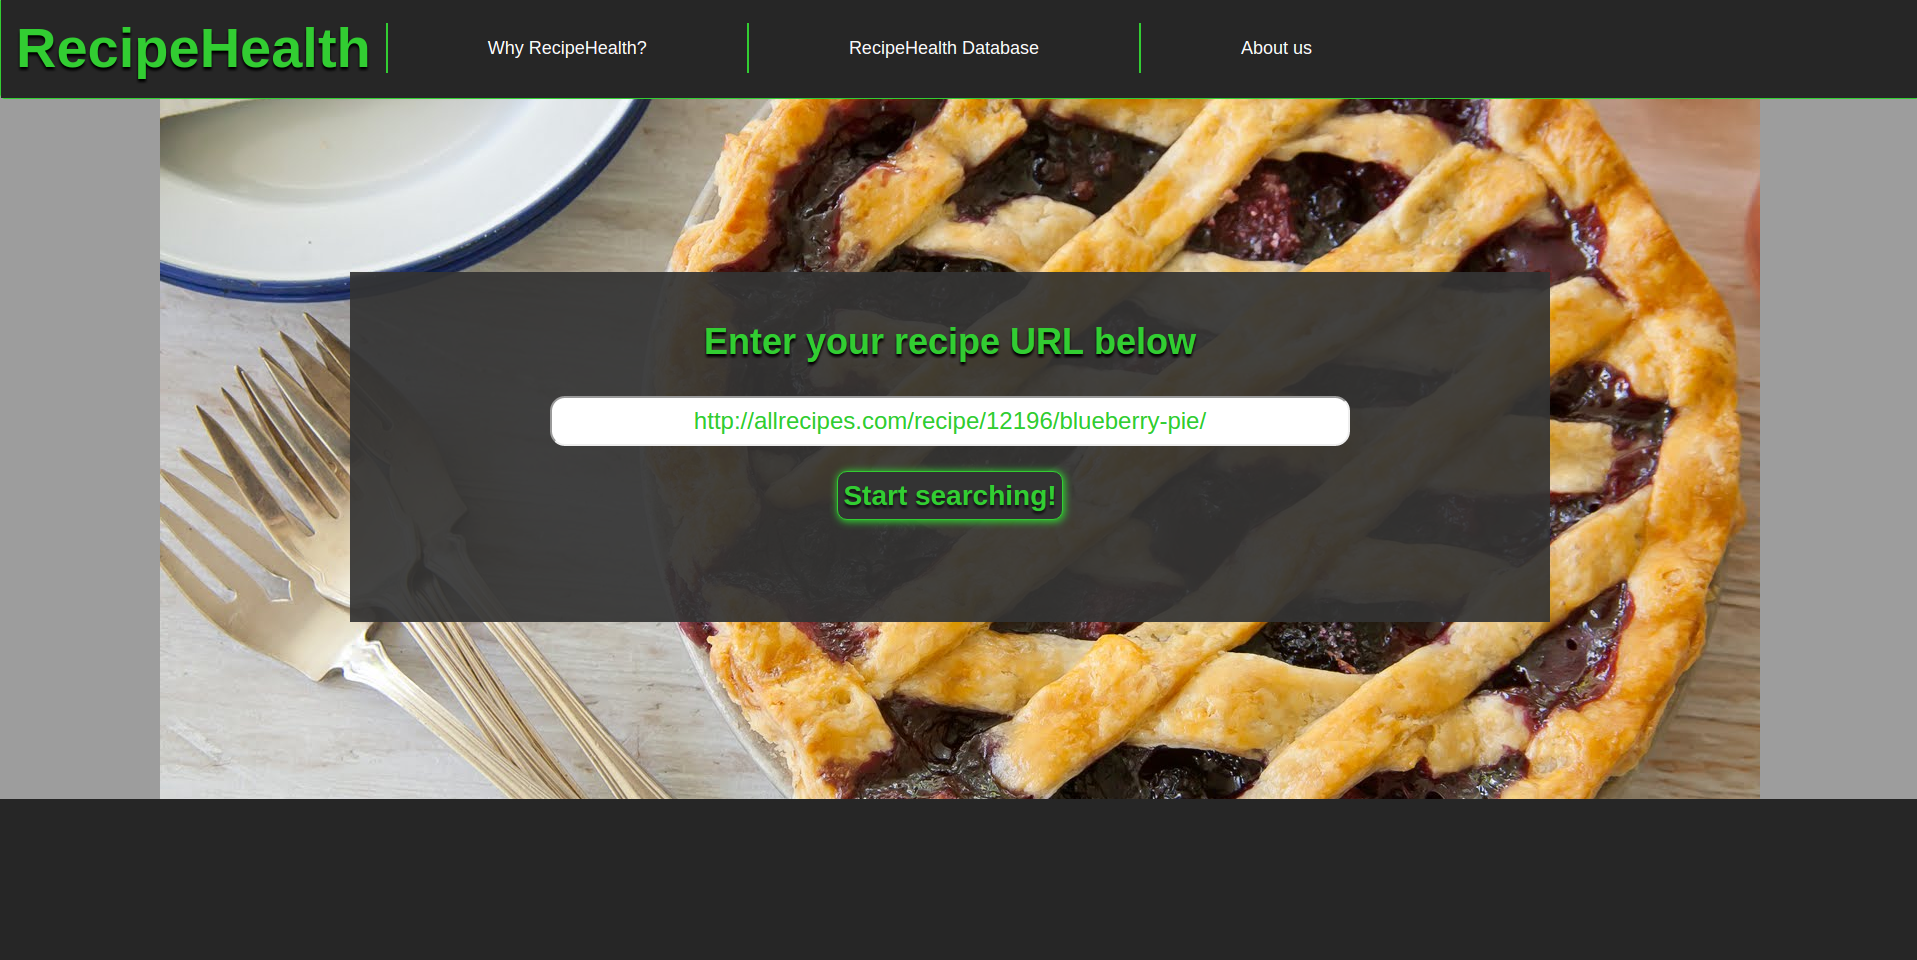 RecipeHealth
Why RecipeHealth?
RecipeHealth Database
About us
Enter your recipe URL below
http://allrecipes.com/recipe/12196/blueberry-pie/
Start searching!